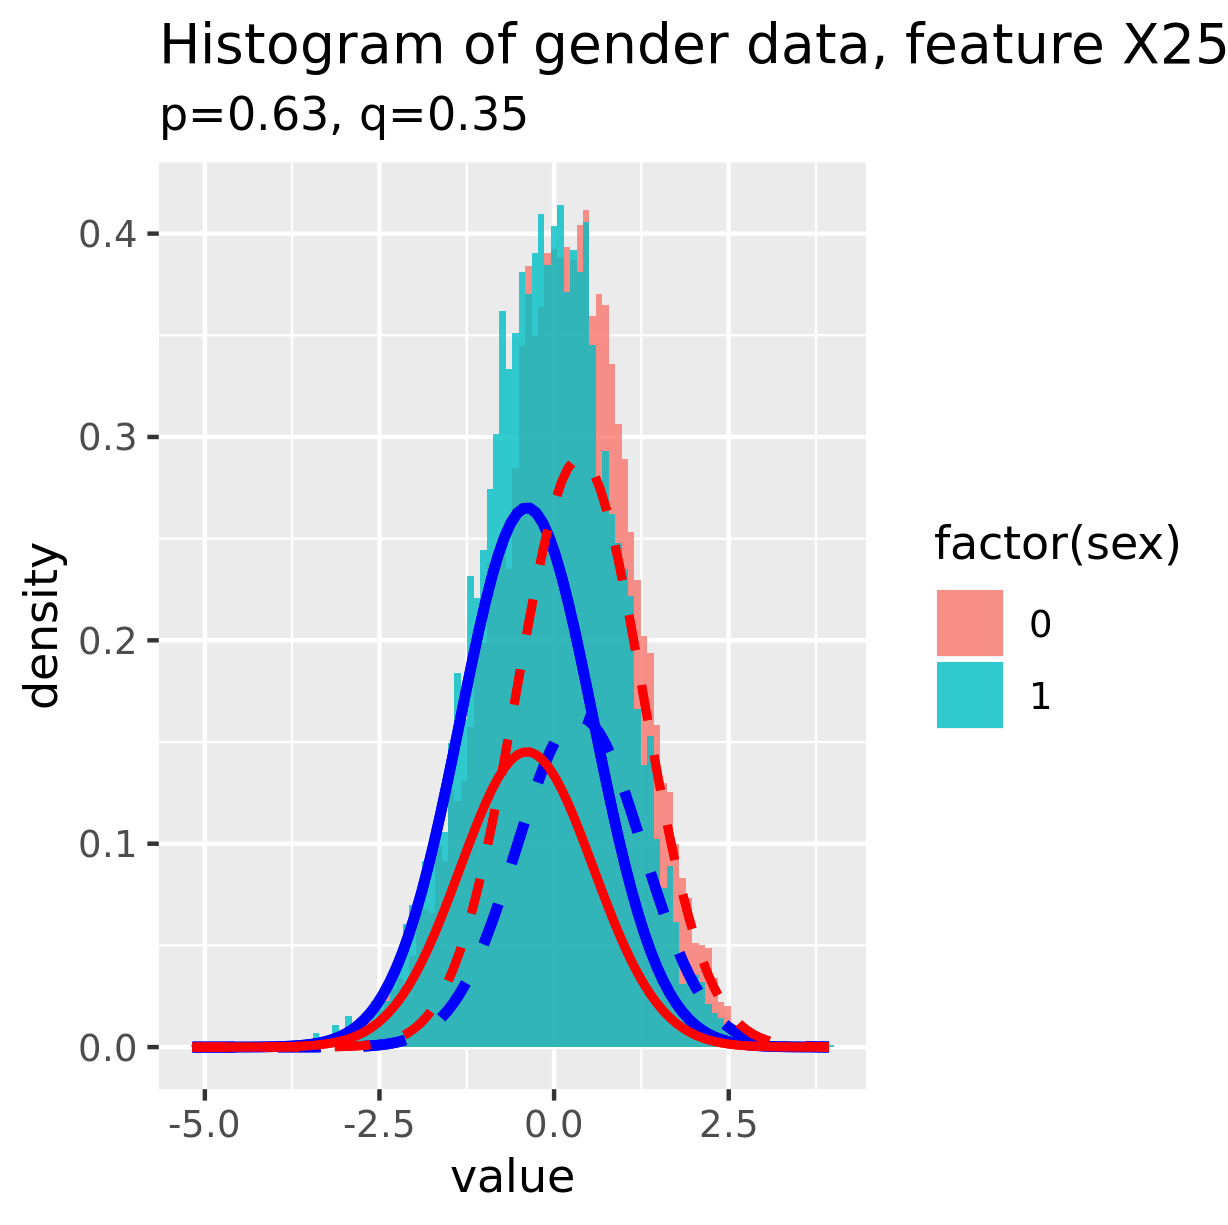 Histogram of gender data, feature X25
p=0.63, q=0.35
0.4
0.3
0.2
0.1
0.0
density
-5.0
-2.5
0.0
2.5
value
factor(sex)
0
1